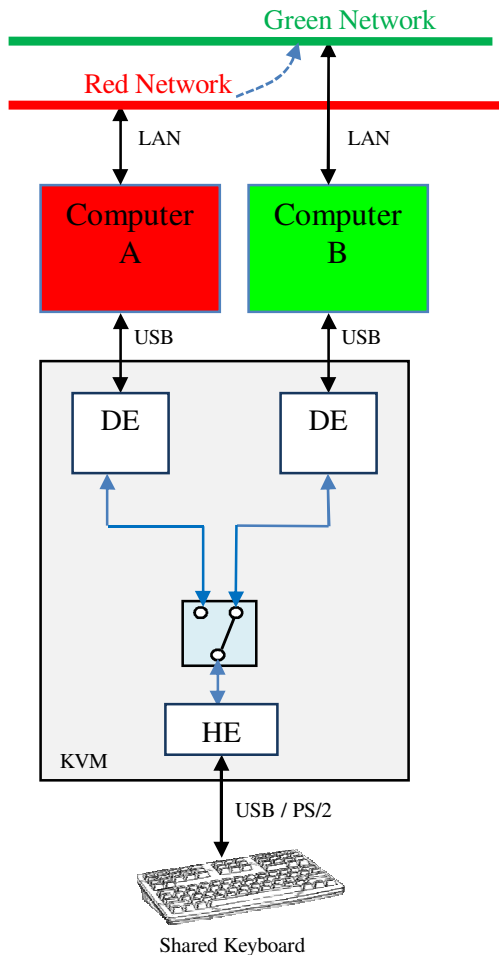 Green Network
Red Network
LAN
LAN
Computer
A
Computer
B
USB
USB
DE
DE
HE
KVM
USB / PS/2
Shared Keyboard